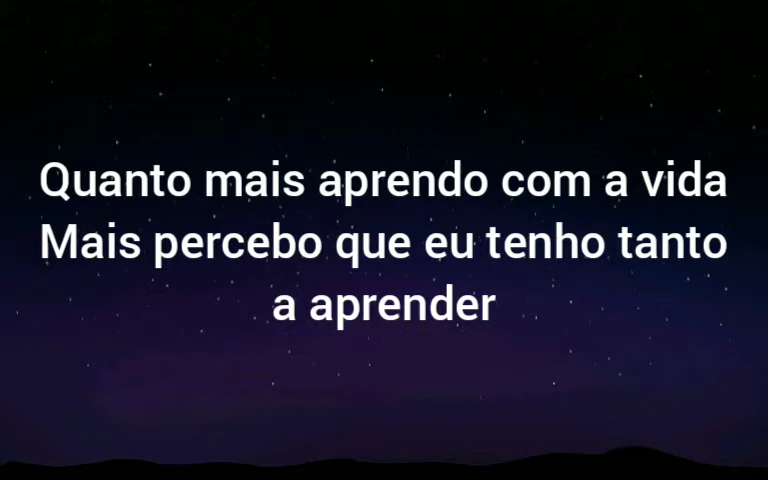 Quanto mais aprendo com a vida
Mais percebo que eu tenho tanto
a aprender